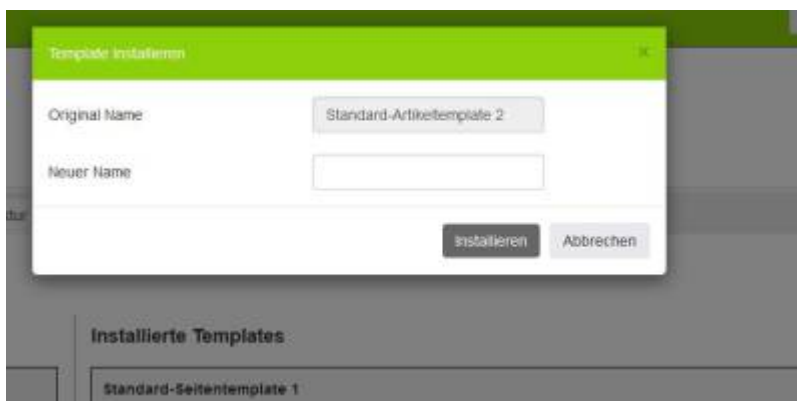 Template installieren
×
Original Name
Standard-Artikeltemplate 2
Neuer Name
Installieren
Abbrechen
Installierte Templates
Standard-Seitentemplate 1